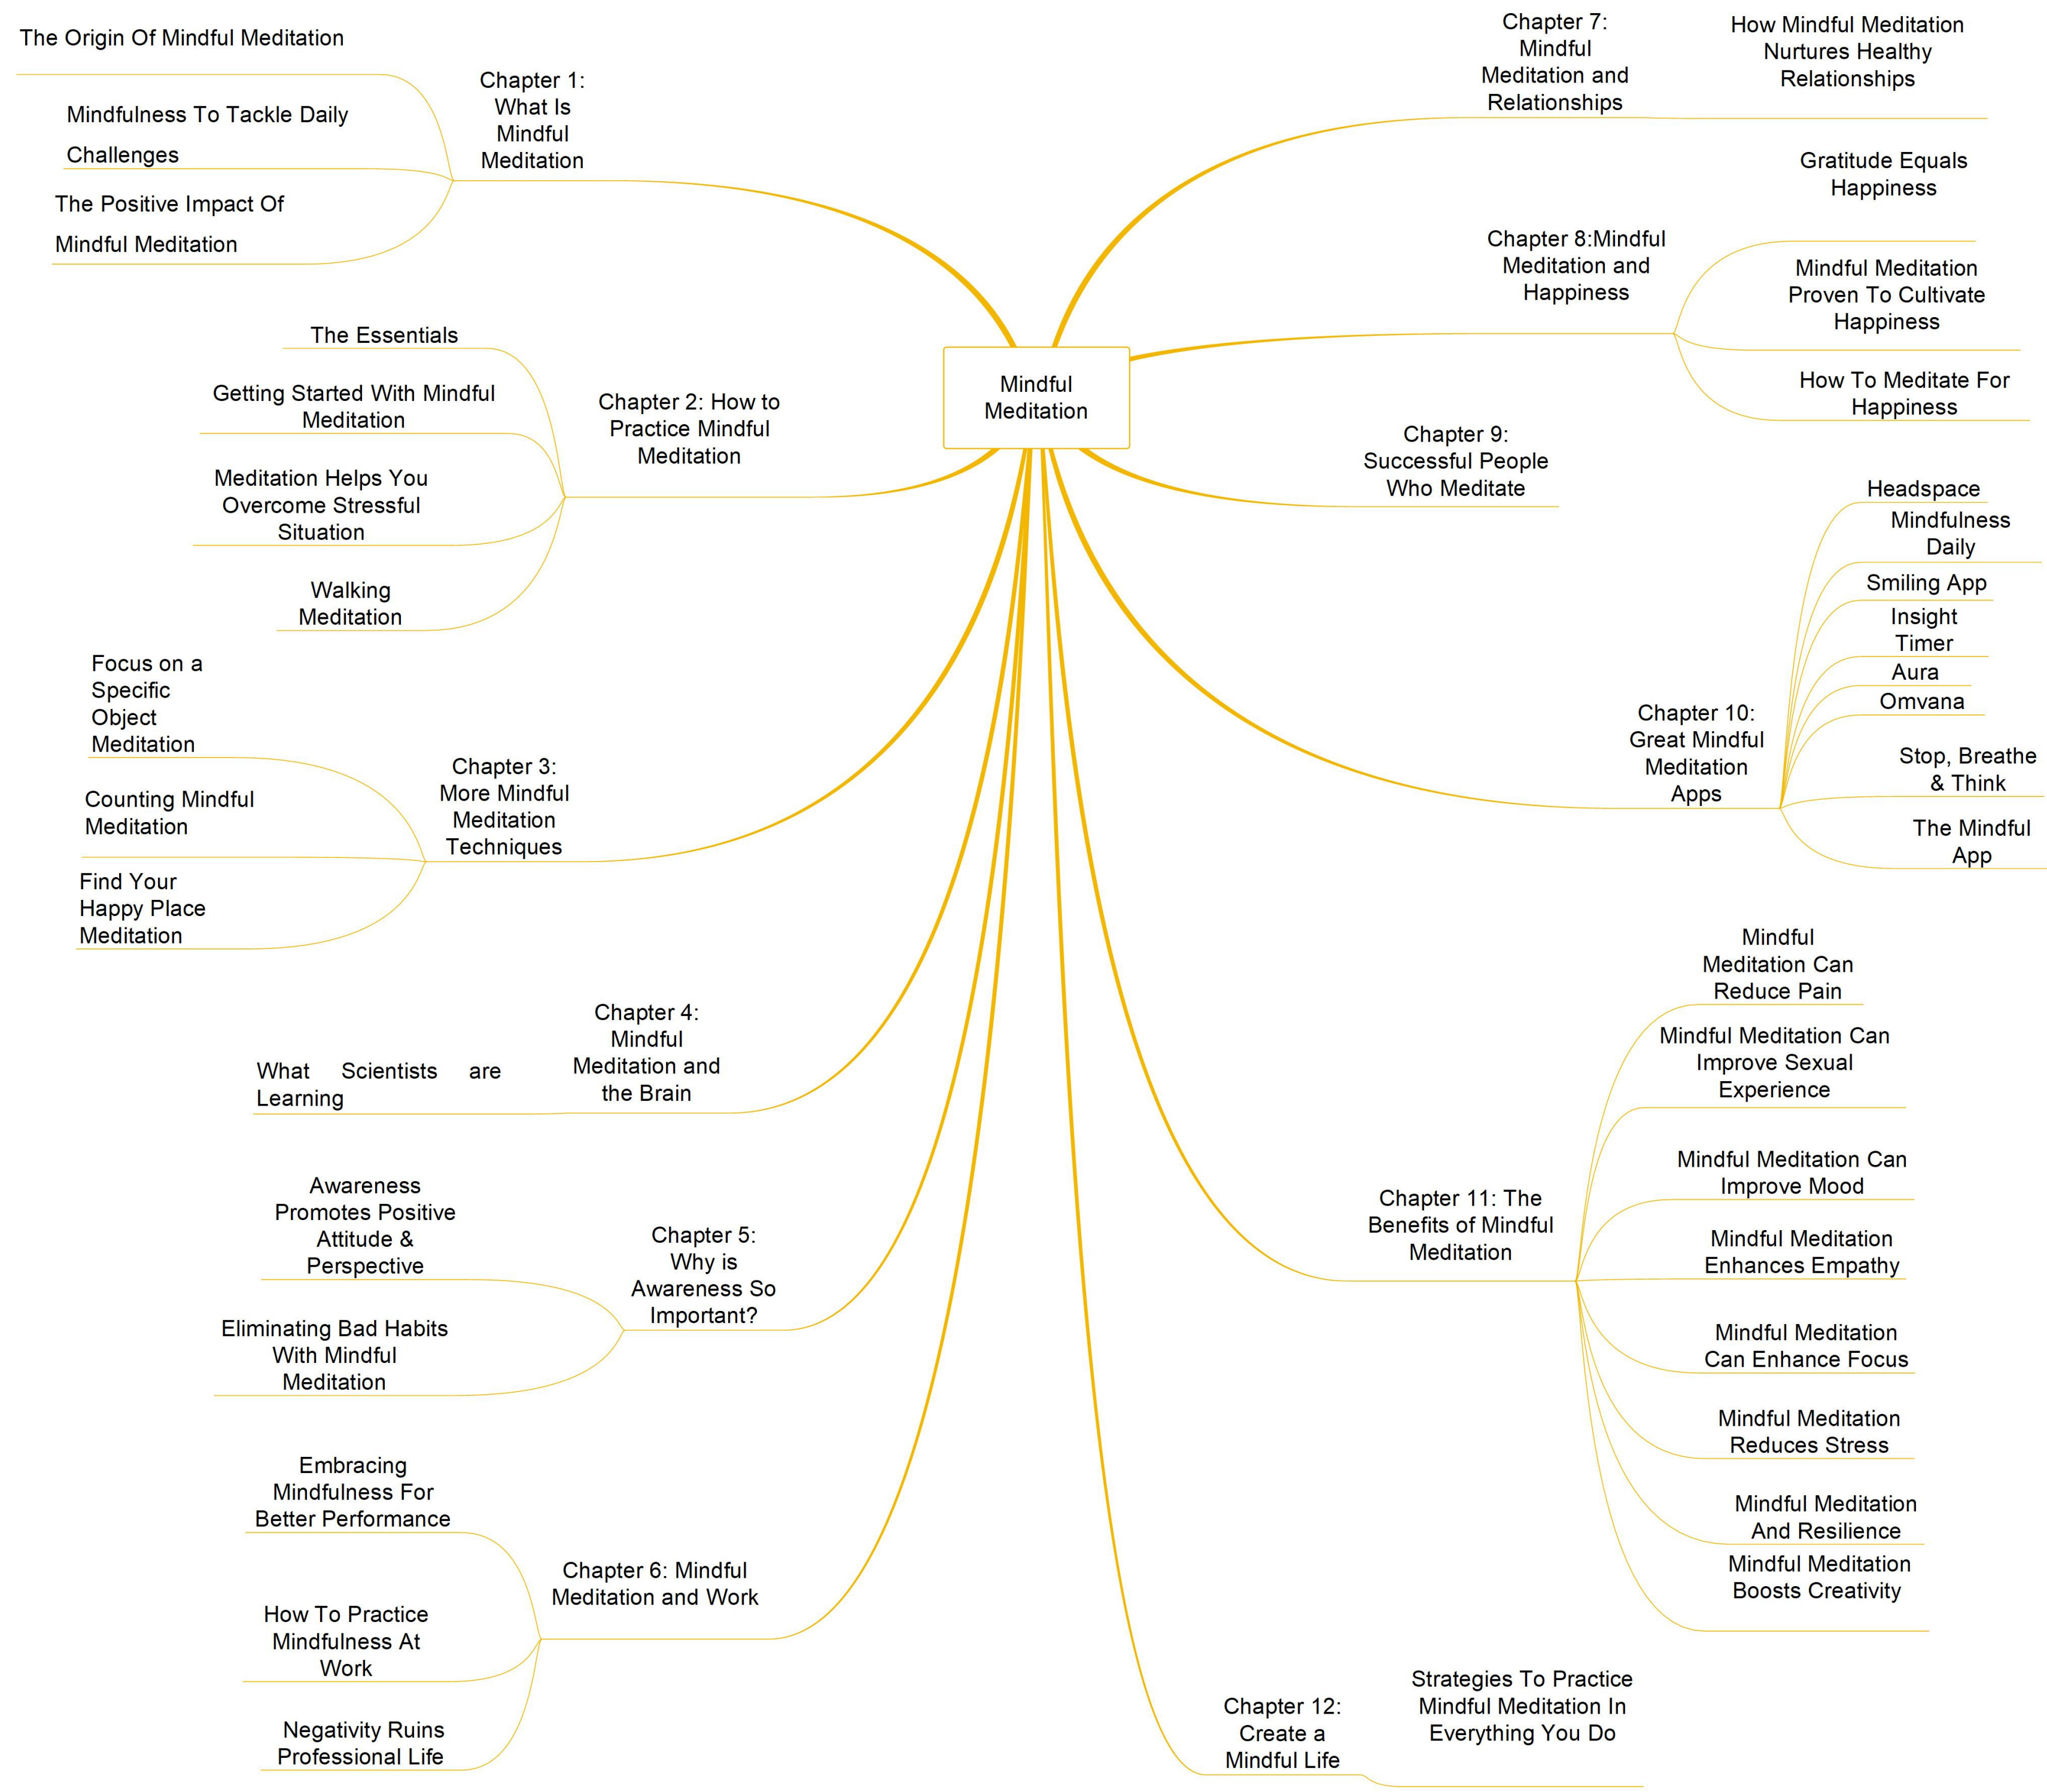 Mindful
Meditation
Chapter 1:
What Is
Mindful
Meditation
The Origin Of Mindful Meditation
Mindfulness To Tackle Daily
Challenges
The Positive Impact Of
Mindful Meditation
Chapter 2: How to
Practice Mindful
Meditation
The Essentials
Getting Started With Mindful
Meditation
Meditation Helps You
Overcome Stressful
Situation
Walking
Meditation
Chapter 3:
More Mindful
Meditation
Techniques
Focus on a
Specific
Object
Meditation
Counting Mindful
Meditation
Find Your
Happy Place
Meditation
Chapter 4:
Mindful
Meditation and
the Brain
What Scientists are
Learning
Chapter 5:
Why is
Awareness So
Important?
Awareness
Promotes Positive
Attitude &
Perspective
Eliminating Bad Habits
With Mindful
Meditation
Chapter 6: Mindful
Meditation and Work
Embracing
Mindfulness For
Better Performance
How To Practice
Mindfulness At
Work
Negativity Ruins
Professional Life
Chapter 7:
Mindful
Meditation and
Relationships
How Mindful Meditation
Nurtures Healthy
Relationships
Chapter 8:Mindful
Meditation and
Happiness
Gratitude Equals
Happiness
Mindful Meditation
Proven To Cultivate
Happiness
How To Meditate For
Happiness
Chapter 9:
Successful People
Who Meditate
Chapter 10:
Great Mindful
Meditation
Apps
Headspace
Mindfulness
Daily
Smiling App
Insight
Timer
Aura
Omvana
Stop, Breathe
& Think
The Mindful
App
Chapter 11: The
Benefits of Mindful
Meditation
Mindful
Meditation Can
Reduce Pain
Mindful Meditation Can
Improve Sexual
Experience
Mindful Meditation Can
Improve Mood
Mindful Meditation
Enhances Empathy
Mindful Meditation
Can Enhance Focus
Mindful Meditation
Reduces Stress
Mindful Meditation
And Resilience
Mindful Meditation
Boosts Creativity
Chapter 12:
Create a
Mindful Life
Strategies To Practice
Mindful Meditation In
Everything You Do